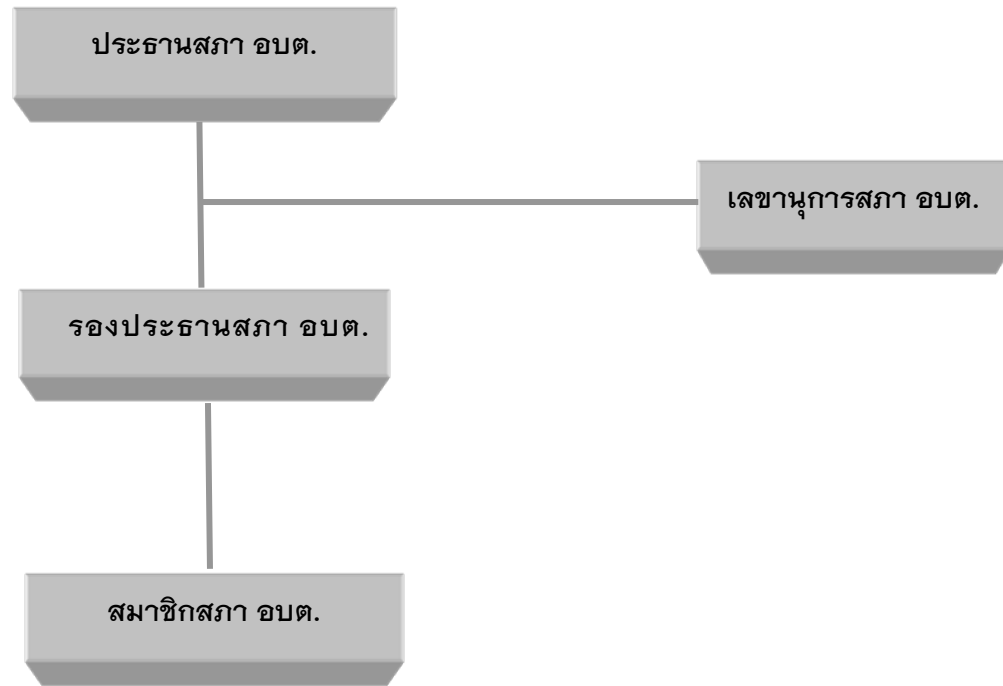 ประธานสภา อบต.
เลขานุการสภา อบต.
รองประธานสภา อบต.
สมาชิกสภา อบต.